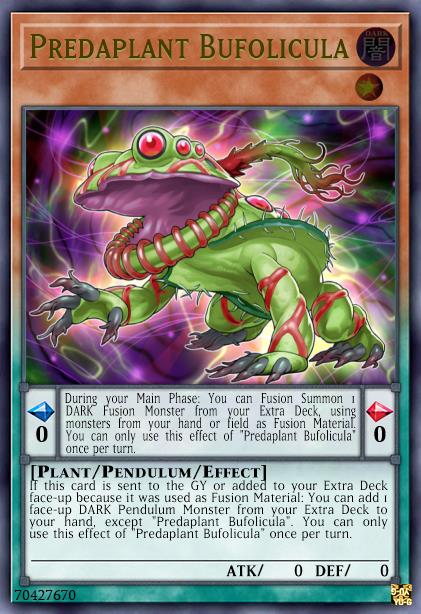 Predaplant Bufolicula
DARK
闇
During your Main Phase: You can Fusion Summon 1
DARK Fusion Monster from your Extra Deck, using
monsters from your hand or field as Fusion Material.
You can only use this effect of "Predaplant Bufolicula"
once per turn.
0
0
[Plant/Pendulum/Effect]
If this card is sent to the GY or added to your Extra Deck
face-up because it was used as Fusion Material: You can add 1
face-up DARK Pendulum Monster from your Extra Deck to
your hand, except "Predaplant Bufolicula". You can only
use this effect of "Predaplant Bufolicula" once per turn.
ATK/ 0 DEF/ 0
70427670